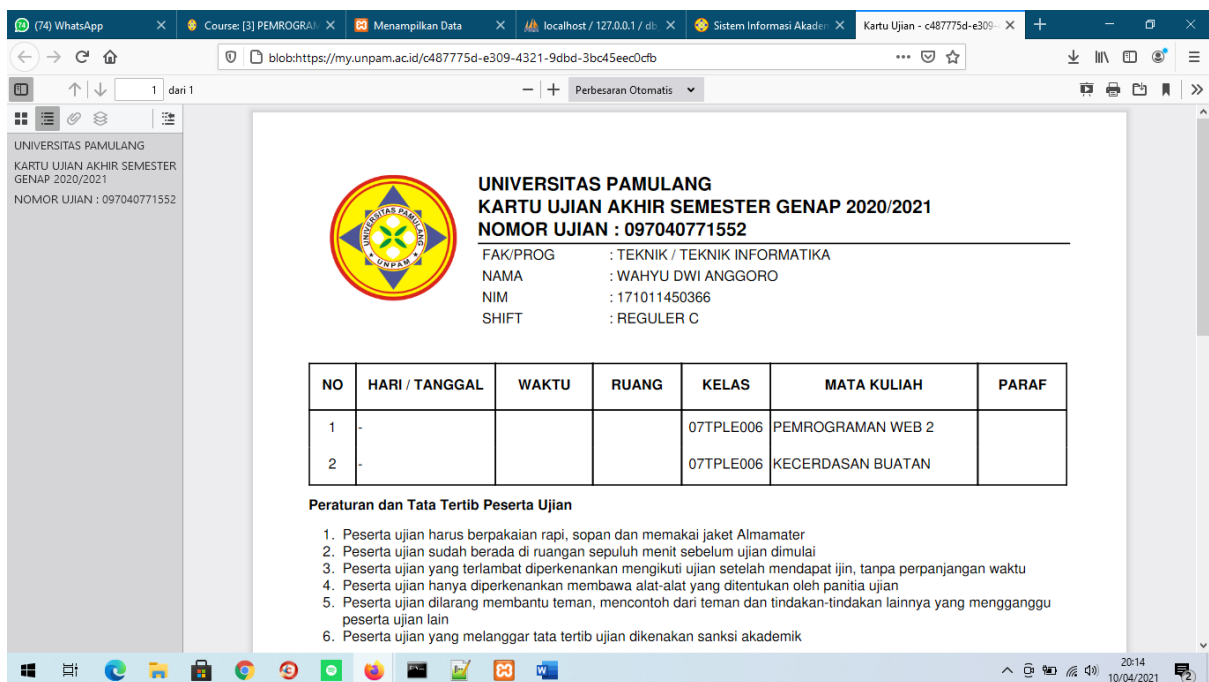 (74) WhatsApp
Course: [3] PEMROGRAM
Menampilkan Data
localhost / 127.0.0.1 / db_
Sistem Informasi Akadem
Kartu Ujian - c487775d-e309-
blob:https://my.unpam.ac.id/c487775d-e309-4321-9dbd-3bc45eec0cfb
1 dari 1
Perbesaran Otomatis
UNIVERSITAS PAMULANG
KARTU UJIAN AKHIR SEMESTER
GENAP 2020/2021
NOMOR UJIAN : 097040771552
UNIVERSITAS PAMULANG
UNPAM
UNIVERSITAS PAMULANG
KARTU UJIAN AKHIR SEMESTER GENAP 2020/2021
NOMOR UJIAN : 097040771552
FAK/PROG : TEKNIK / TEKNIK INFORMATIKA
NAMA : WAHYU DWI ANGGORO
NIM : 171011450366
SHIFT : REGULER C
NO HARI / TANGGAL WAKTU RUANG KELAS MATA KULIAH PARAF
1 - 07TPLE006 PEMROGRAMAN WEB 2
2 - 07TPLE006 KECERDASAN BUATAN
Peraturan dan Tata Tertib Peserta Ujian
1. Peserta ujian harus berpakaian rapi, sopan dan memakai jaket Almamater
2. Peserta ujian sudah berada di ruangan sepuluh menit sebelum ujian dimulai
3. Peserta ujian yang terlambat diperkenankan mengikuti ujian setelah mendapat ijin, tanpa perpanjangan waktu
4. Peserta ujian hanya diperkenankan membawa alat-alat yang ditentukan oleh panitia ujian
5. Peserta ujian dilarang membantu teman, mencontoh dari teman dan tindakan-tindakan lainnya yang mengganggu
peserta ujian lain
6. Peserta ujian yang melanggar tata tertib ujian dikenakan sanksi akademik
20:14
10/04/2021
2